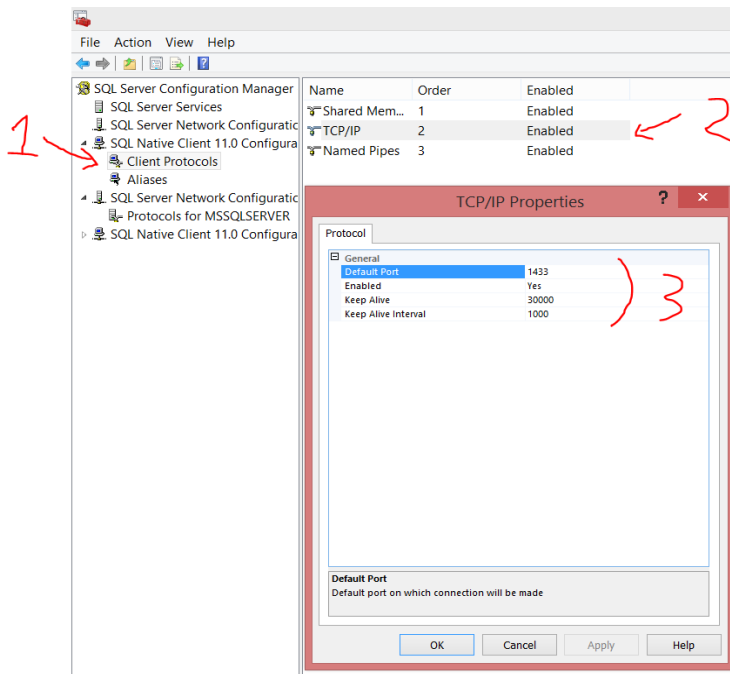 File Action View Help
SQL Server Configuration Manager
SQL Server Services
SQL Server Network Configuratic
SQL Native Client 11.0 Configura
Client Protocols
Aliases
SQL Server Network Configuratic
Protocols for MSSQLSERVER
SQL Native Client 11.0 Configura
1
Name Order Enabled
Shared Mem... 1 Enabled
TCP/IP 2 Enabled
Named Pipes 3 Enabled
2
TCP/IP Properties ?
Protocol
General
Default Port 1433
Enabled Yes
Keep Alive 30000
Keep Alive Interval 1000
3
Default Port
Default port on which connection will be made
OK Cancel Apply Help